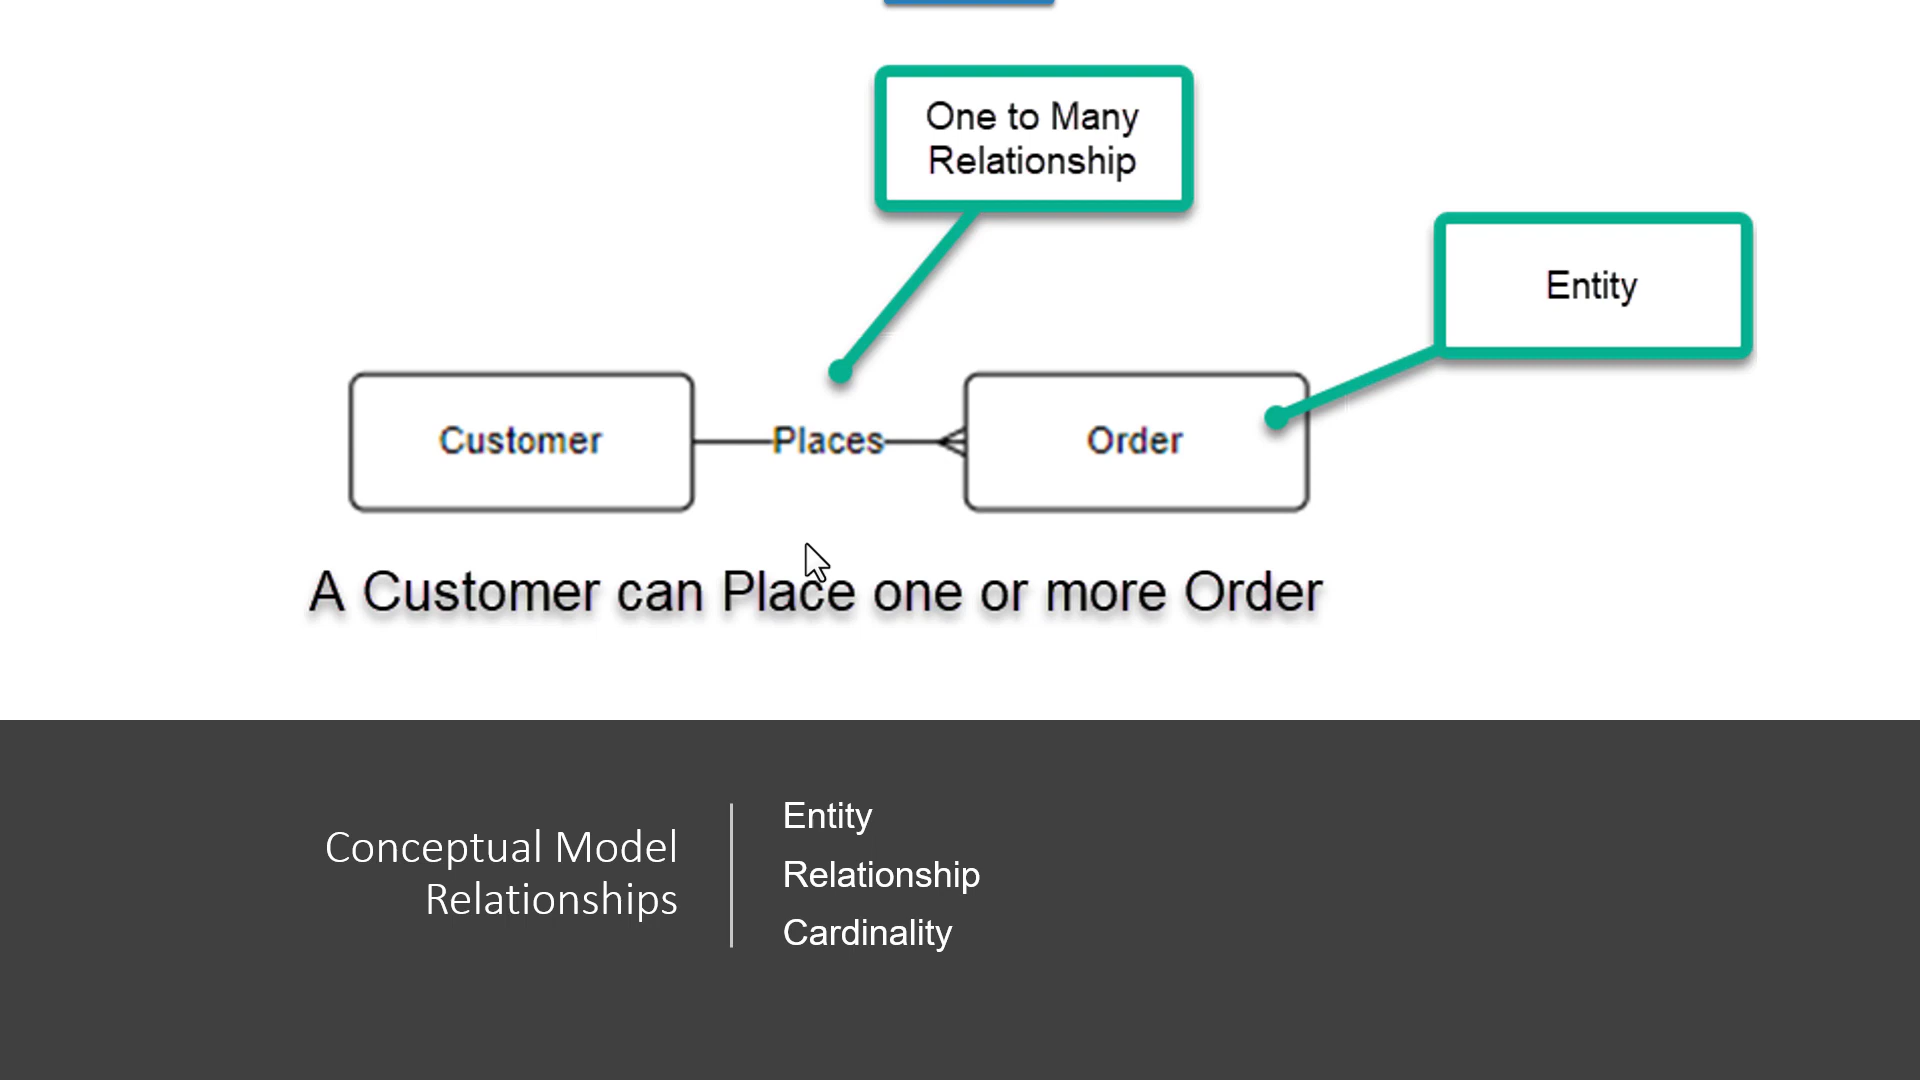 One to Many
Relationship
Entity
Customer
Places
Order
A Customer can Place one or more Order
Conceptual Model
Relationships
Entity
Relationship
Cardinality